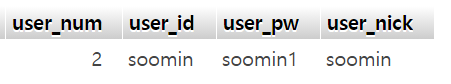 user_num user_id user_pw user_nick
2 soomin soomin1 soomin